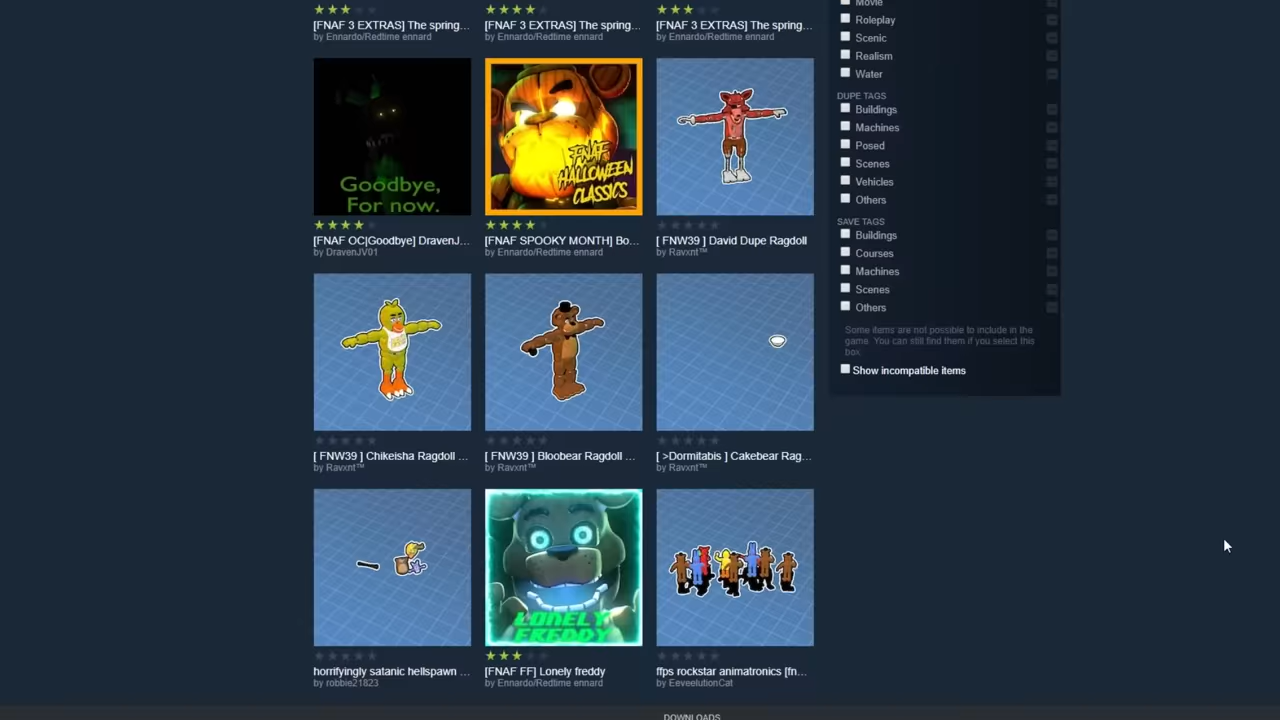 [FNAF 3 EXTRAS] The spring...
by Ennardo/Redtime ennard
[FNAF 3 EXTRAS] The spring...
by Ennardo/Redtime ennard
[FNAF 3 EXTRAS] The spring...
by Ennardo/Redtime ennard
Goodbye,
For now.
[FNAF OC|Goodbye] DravenJ...
by DravenJV01
FNAF
HALLOWEEN
CLASSICS
[FNAF SPOOKY MONTH] Bo...
by Ennardo/Redtime ennard
[ FNW39 ] David Dupe Ragdoll
by Ravxnt™
[ FNW39 ] Chikeisha Ragdoll ...
by Ravxnt™
[ FNW39 ] Bloobear Ragdoll ...
by Ravxnt™
[ >Dormitabis ] Cakebear Rag...
by Ravxnt™
horrifyingly satanic hellspawn ...
by robbie21823
LONELY
FREDDY
[FNAF FF] Lonely freddy
by Ennardo/Redtime ennard
ffps rockstar animatronics [fn...
by EeveelutionCat
Movie
Roleplay
Scenic
Realism
Water
DUPE TAGS
Buildings
Machines
Posed
Scenes
Vehicles
Others
SAVE TAGS
Buildings
Courses
Machines
Scenes
Others
Some items are not possible to include in the
game. You can still find them if you select this
box.
Show incompatible items
DOWNLOADS